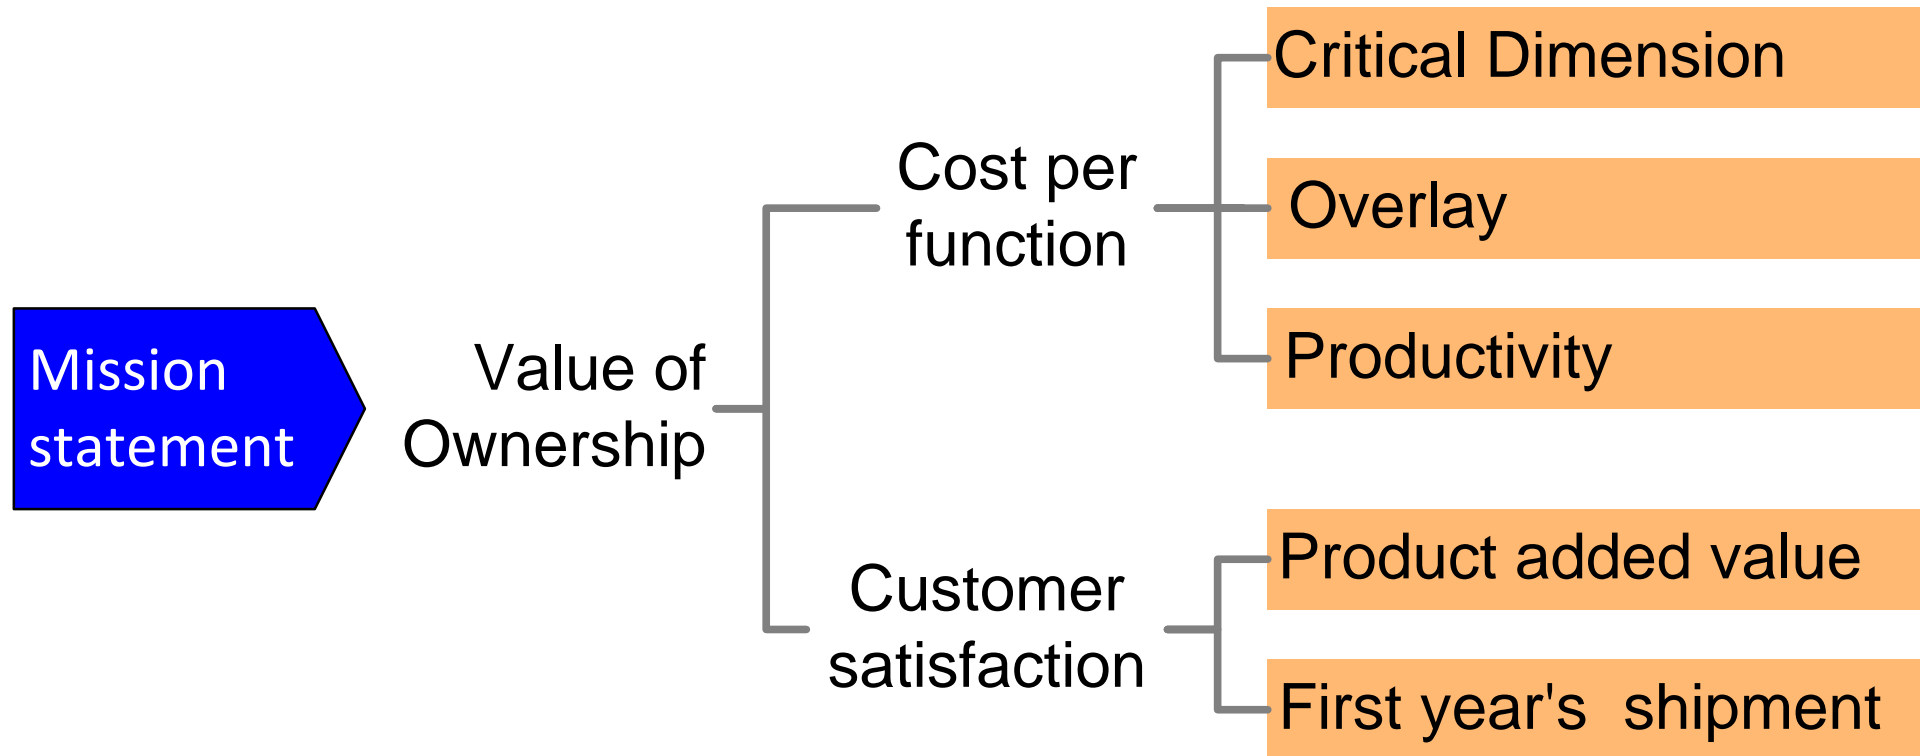 Mission
statement
Value of
Ownership
Cost per
function
Critical Dimension
Overlay
Productivity
Customer
satisfaction
Product added value
First year's  shipment